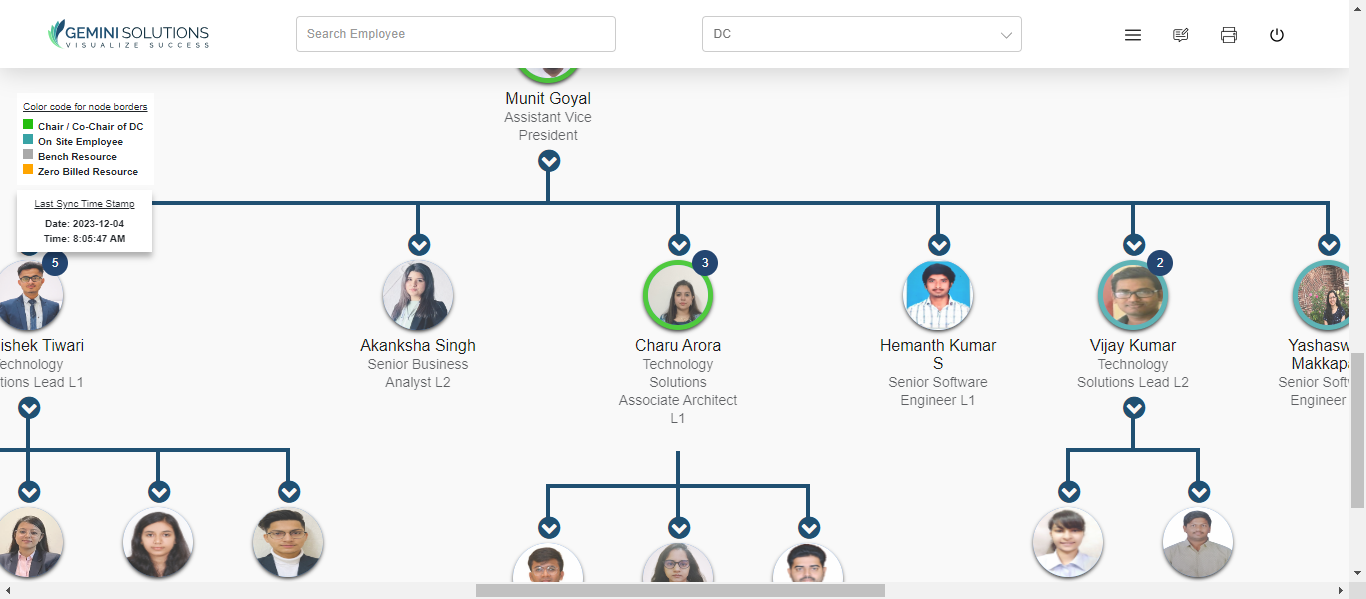 GEMINI SOLUTIONS
VISUALIZE SUCCESS
Search Employee
DC
Munit Goyal
Assistant Vice
President
Color code for node borders
Chair / Co-Chair of DC
On Site Employee
Bench Resource
Zero Billed Resource
Last Sync Time Stamp
Date: 2023-12-04
Time: 8:05:47 AM
5
3
2
ishek Tiwari
echnology
tions Lead L1
Akanksha Singh
Senior Business
Analyst L2
Charu Arora
Technology
Solutions
Associate Architect
L1
Hemanth Kumar
S
Senior Software
Engineer L1
Vijay Kumar
Technology
Solutions Lead L2
Yashasw
Makkapa
Senior Soft
Engineer